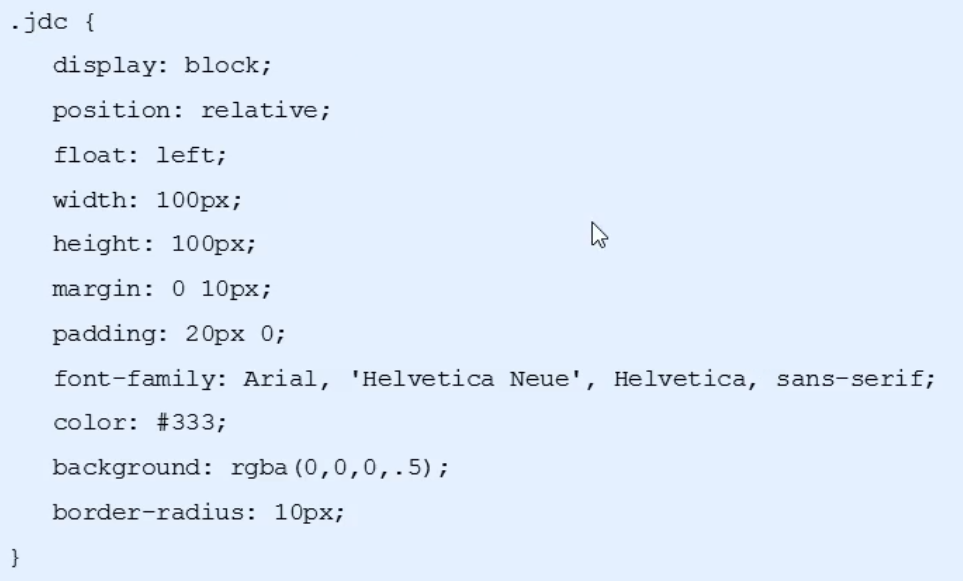 .jdc {
display: block;
position: relative;
float: left;
width: 100px;
height: 100px;
margin: 0 10px;
padding: 20px 0;
font-family: Arial, 'Helvetica Neue', Helvetica, sans-serif;
color: #333;
background: rgba(0,0,0,.5);
border-radius: 10px;
}